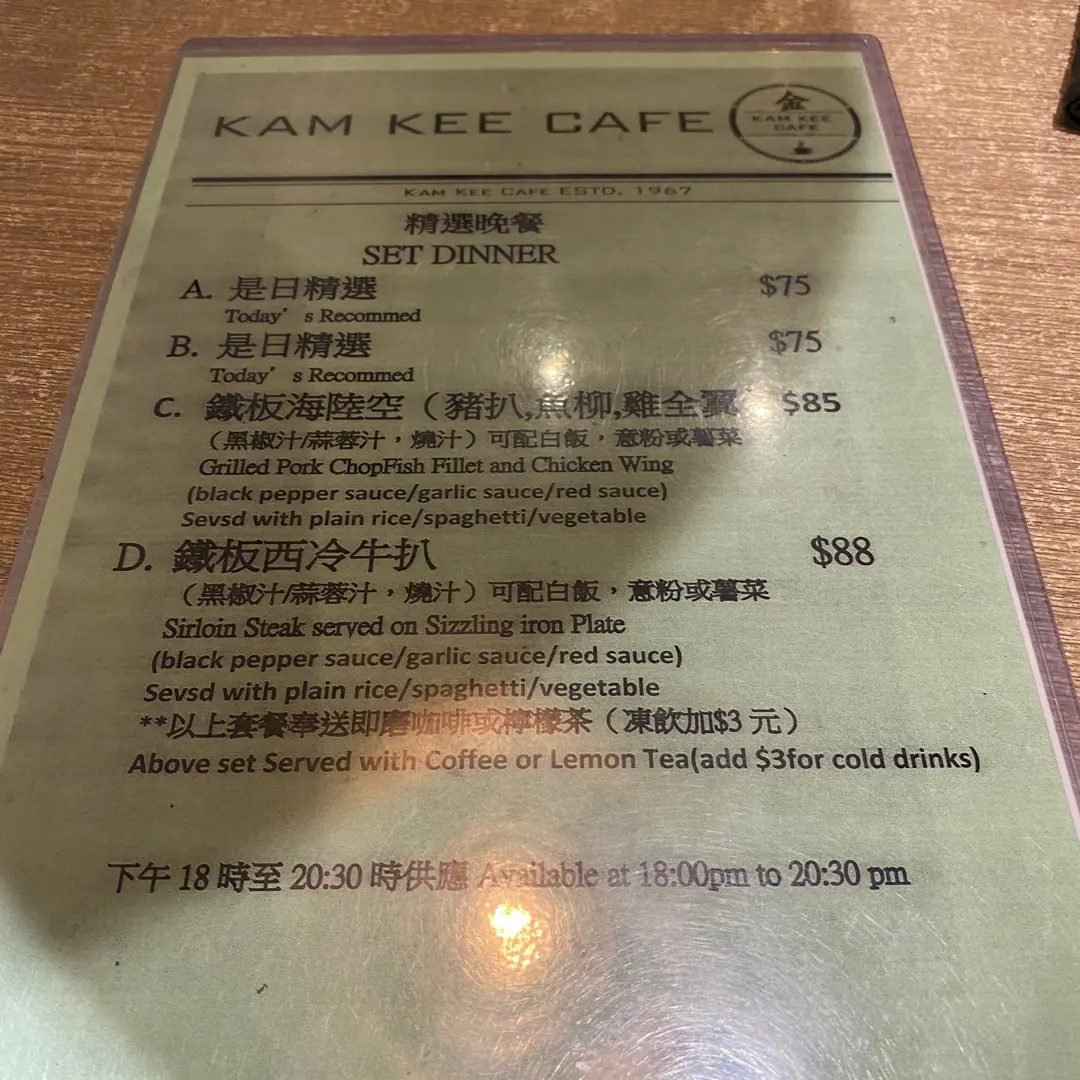 KAM KEE CAFE
金
KAM KEE
CAFE
KAM KEE CAFE ESTD. 1967
精選晚餐
SET DINNER
A. 是日精選 $75
Today's Recommed
B. 是日精選 $75
Today's Recommed
C. 鐵板海陸空（豬扒,魚柳,雞全翼） $85
（黑椒汁/蒜蓉汁，燒汁）可配白飯，意粉或薯菜
Grilled Pork ChopFish Fillet and Chicken Wing
(black pepper sauce/garlic sauce/red sauce)
Sevsd with plain rice/spaghetti/vegetable
D. 鐵板西冷牛扒 $88
（黑椒汁/蒜蓉汁，燒汁）可配白飯，意粉或薯菜
Sirloin Steak served on Sizzling iron Plate
(black pepper sauce/garlic sauce/red sauce)
Sevsd with plain rice/spaghetti/vegetable
**以上套餐奉送即磨咖啡或檸檬茶（凍飲加$3 元）
Above set Served with Coffee or Lemon Tea(add $3for cold drinks)
下午 18 時至 20:30 時供應 Available at 18:00pm to 20:30 pm